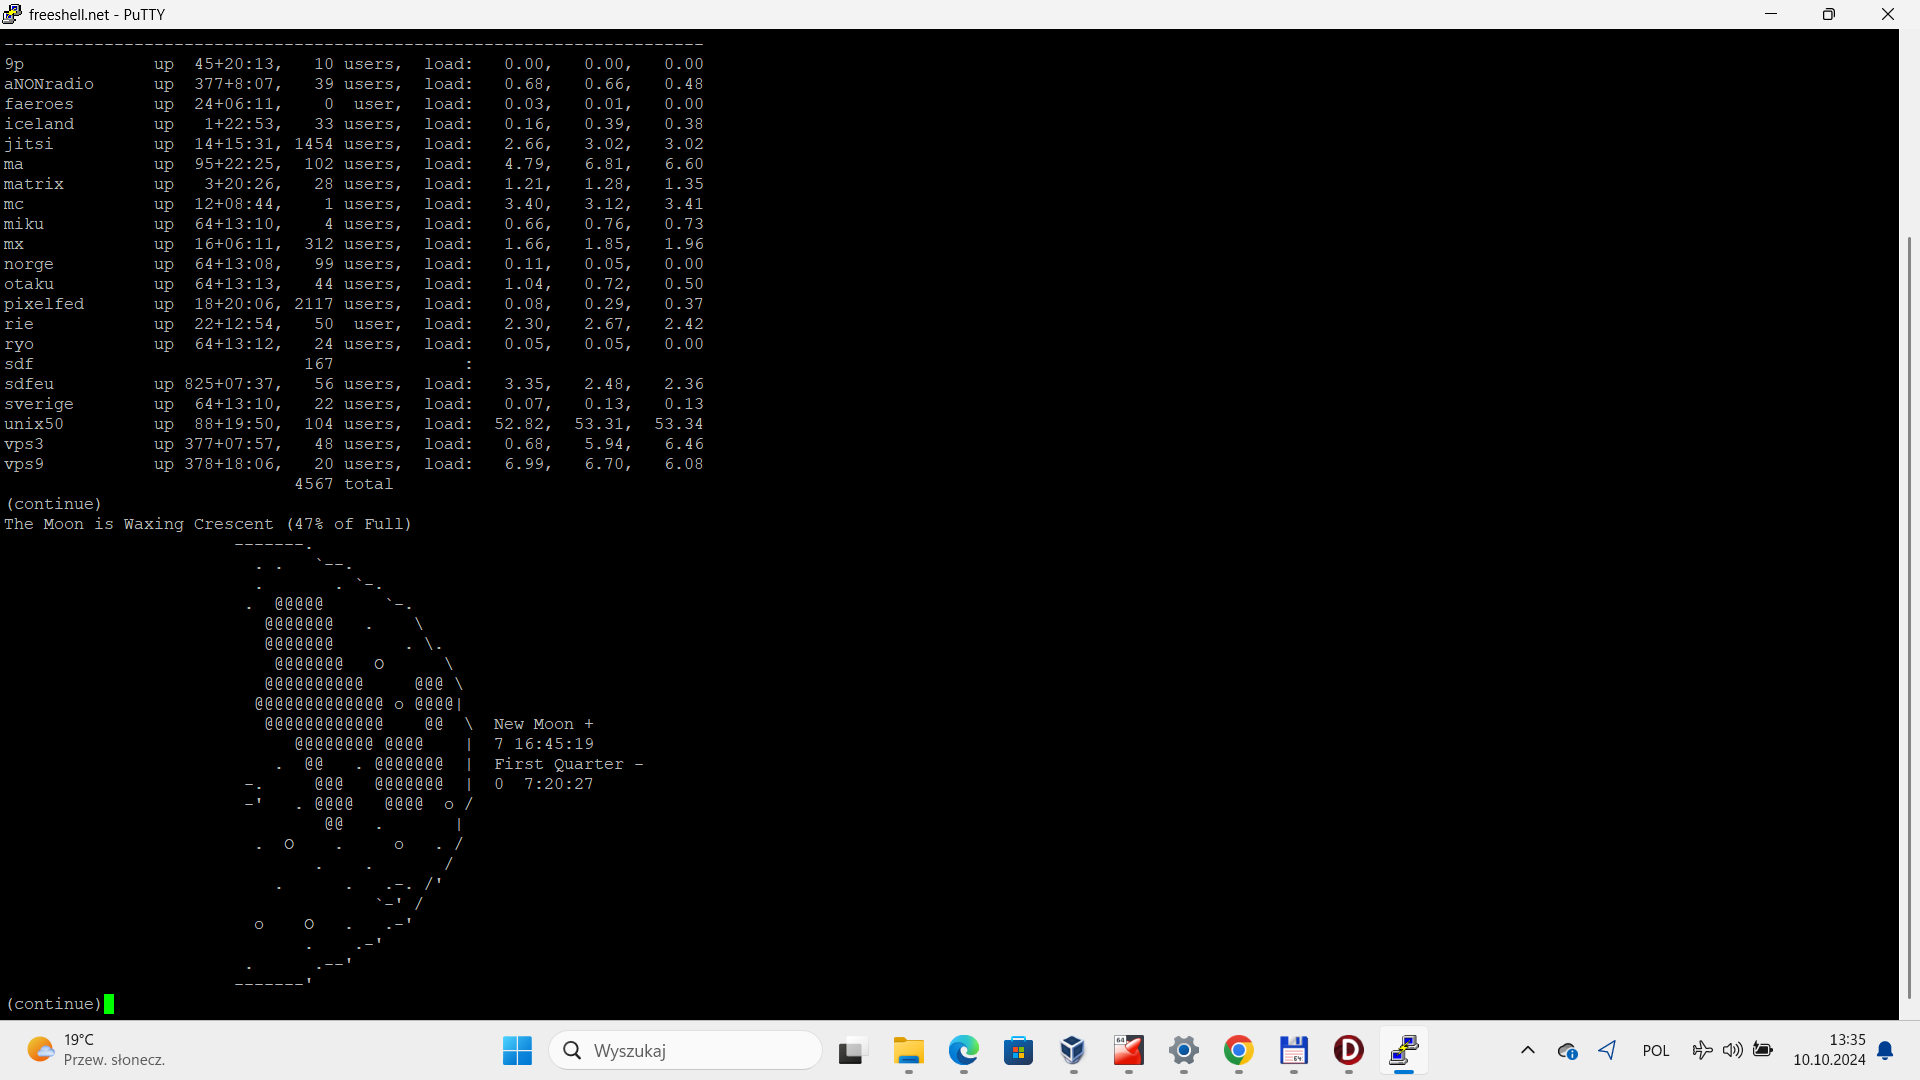 freeshell.net - PuTTY
----------------------------------------------------------------------
9p             up  45+20:13,   10 users,  load:   0.00,   0.00,   0.00
aNONradio      up  377+8:07,   39 users,  load:   0.68,   0.66,   0.48
faeroes        up  24+06:11,    0  user,  load:   0.03,   0.01,   0.00
iceland        up   1+22:53,   33 users,  load:   0.16,   0.39,   0.38
jitsi          up  14+15:31, 1454 users,  load:   2.66,   3.02,   3.02
ma             up  95+22:25,  102 users,  load:   4.79,   6.81,   6.60
matrix         up   3+20:26,   28 users,  load:   1.21,   1.28,   1.35
mc             up  12+08:44,    1 users,  load:   3.40,   3.12,   3.41
miku           up  64+13:10,    4 users,  load:   0.66,   0.76,   0.73
mx             up  16+06:11,  312 users,  load:   1.66,   1.85,   1.96
norge          up  64+13:08,   99 users,  load:   0.11,   0.05,   0.00
otaku          up  64+13:13,   44 users,  load:   1.04,   0.72,   0.50
pixelfed       up  18+20:06, 2117 users,  load:   0.08,   0.29,   0.37
rie            up  22+12:54,   50  user,  load:   2.30,   2.67,   2.42
ryo            up  64+13:12,   24 users,  load:   0.05,   0.05,   0.00
sdf                           167             :
sdfeu          up 825+07:37,   56 users,  load:   3.35,   2.48,   2.36
sverige        up  64+13:10,   22 users,  load:   0.07,   0.13,   0.13
unix50         up  88+19:50,  104 users,  load:  52.82,  53.31,  53.34
vps3           up 377+07:57,   48 users,  load:   0.68,   5.94,   6.46
vps9           up 378+18:06,   20 users,  load:   6.99,   6.70,   6.08
                             4567 total
(continue)
The Moon is Waxing Crescent (47% of Full)
                       -------.
                         . .   `--.
                         .       . `-.
                        .  @@@@@      `-.
                          @@@@@@@   .    \
                          @@@@@@@       . \.
                           @@@@@@@   O      \
                          @@@@@@@@@@     @@@ \
                         @@@@@@@@@@@@@ o @@@@|
                          @@@@@@@@@@@@    @@  \  New Moon +
                             @@@@@@@@ @@@@    |  7 16:45:19
                           .  @@   . @@@@@@@  |  First Quarter -
                        -.     @@@   @@@@@@@  |  0  7:20:27
                        -'   . @@@@   @@@@  o /
                                @@   .       |
                         .  O    .     o   . /
                               .    .       /
                           .      .   .-. /'
                                     `-' /
                         o    O   .   .-'
                              .    .-'
                        .      .--'
                       -------'
(continue)
19°C
Przew. słonecz.
Wyszukaj
64
64
D
POL
13:35
10.10.2024